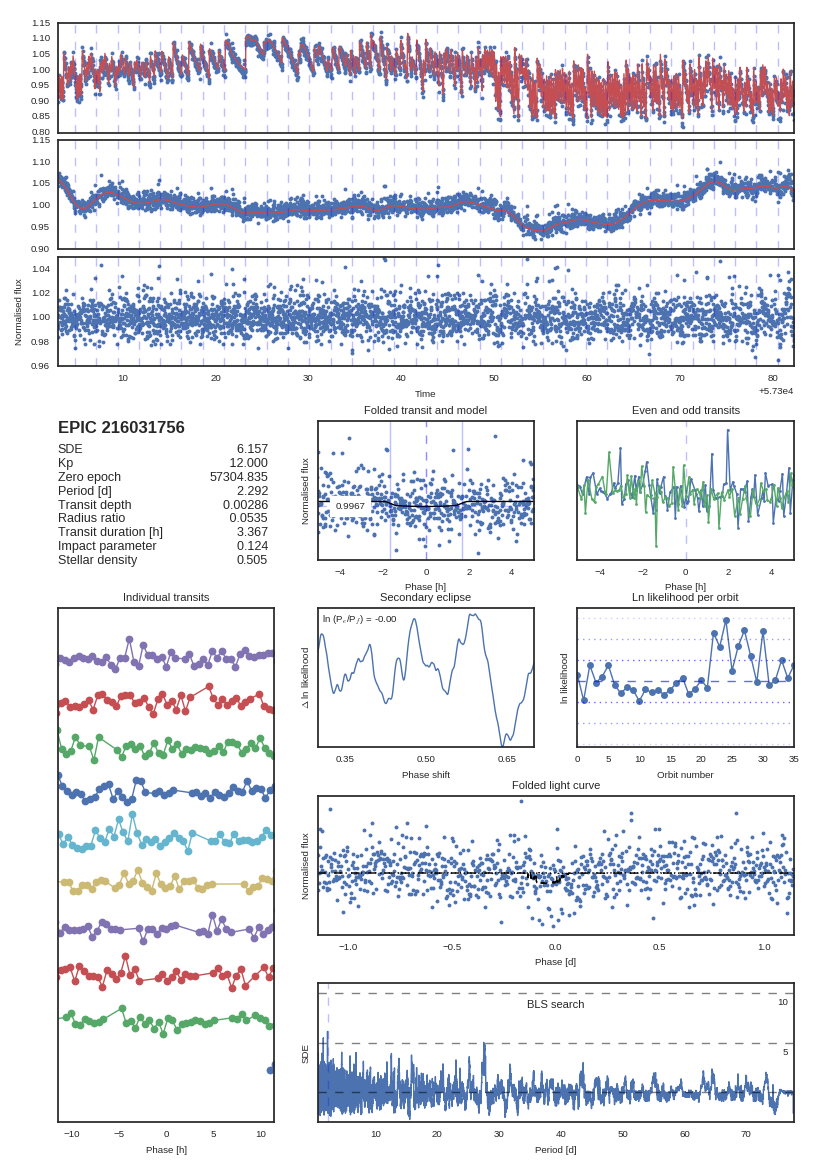 1.15
1.10
1.05
1.00
0.95
0.90
0.85
0.80
1.15
1.10
1.05
1.00
0.95
0.90
1.04
1.02
1.00
0.98
0.96
Normalised flux
10 20 30 40 50 60 70 80
Time
+5.73e4
EPIC 216031756
SDE 6.157
Kp 12.000
Zero epoch 57304.835
Period [d] 2.292
Transit depth 0.00286
Radius ratio 0.0535
Transit duration [h] 3.367
Impact parameter 0.124
Stellar density 0.505
Folded transit and model
Normalised flux
0.9967
−4 −2 0 2 4
Phase [h]
Even and odd transits
−4 −2 0 2 4
Phase [h]
Individual transits
−10 −5 0 5 10
Phase [h]
Secondary eclipse
ln (Pₑ/P𝑓) = -0.00
Δ ln likelihood
0.35 0.50 0.65
Phase shift
Ln likelihood per orbit
ln likelihood
0 5 10 15 20 25 30 35
Orbit number
Folded light curve
Normalised flux
−1.0 −0.5 0.0 0.5 1.0
Phase [d]
BLS search
10
5
SDE
10 20 30 40 50 60 70
Period [d]